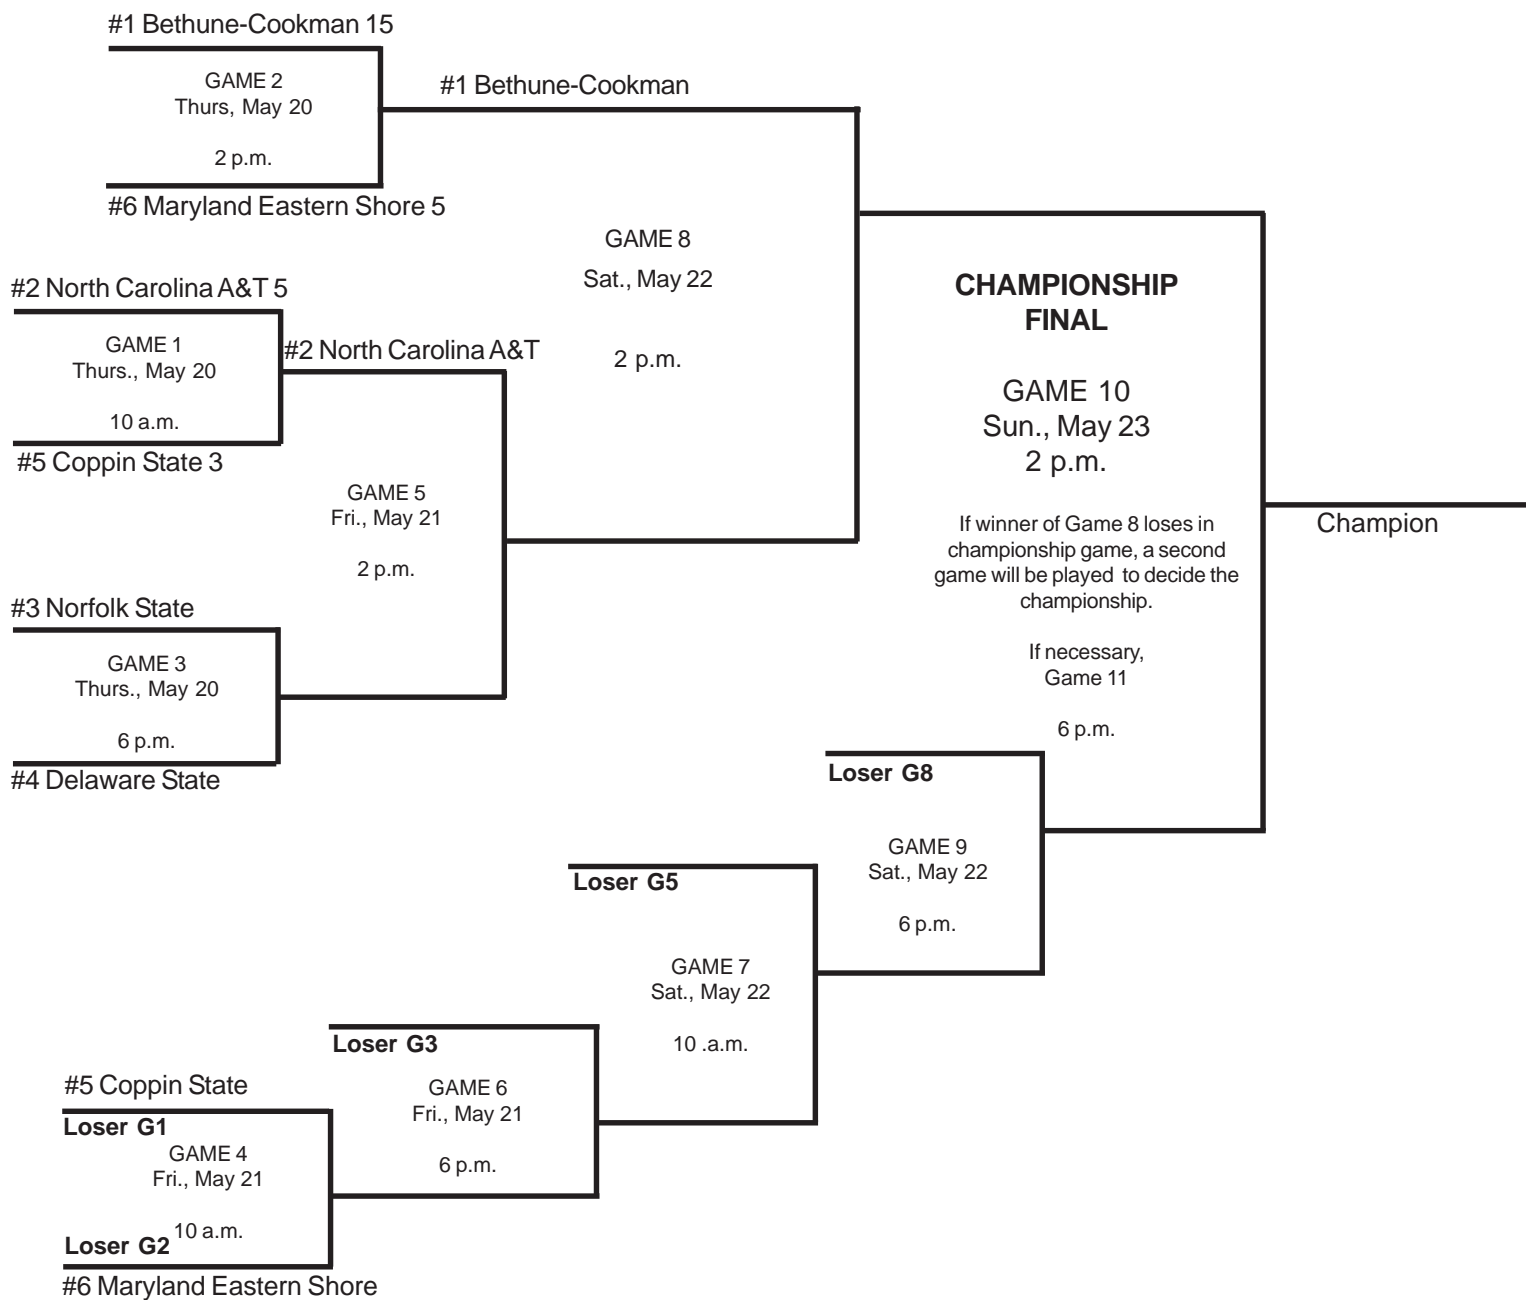 #1 Bethune-Cookman 15
GAME 2
Thurs, May 20
2 p.m.
#6 Maryland Eastern Shore 5
#1 Bethune-Cookman
#2 North Carolina A&T 5
GAME 1
Thurs., May 20
10 a.m.
#5 Coppin State 3
#2 North Carolina A&T
GAME 5
Fri., May 21
2 p.m.
#3 Norfolk State
GAME 3
Thurs., May 20
6 p.m.
#4 Delaware State
GAME 8
Sat., May 22
2 p.m.
CHAMPIONSHIP
FINAL
GAME 10
Sun., May 23
2 p.m.
If winner of Game 8 loses in
championship game, a second
game will be played to decide the
championship.
If necessary,
Game 11
6 p.m.
Champion
Loser G8
GAME 9
Sat., May 22
6 p.m.
Loser G5
GAME 7
Sat., May 22
10 .a.m.
Loser G3
GAME 6
Fri., May 21
6 p.m.
#5 Coppin State
Loser G1
GAME 4
Fri., May 21
10 a.m.
Loser G2
#6 Maryland Eastern Shore